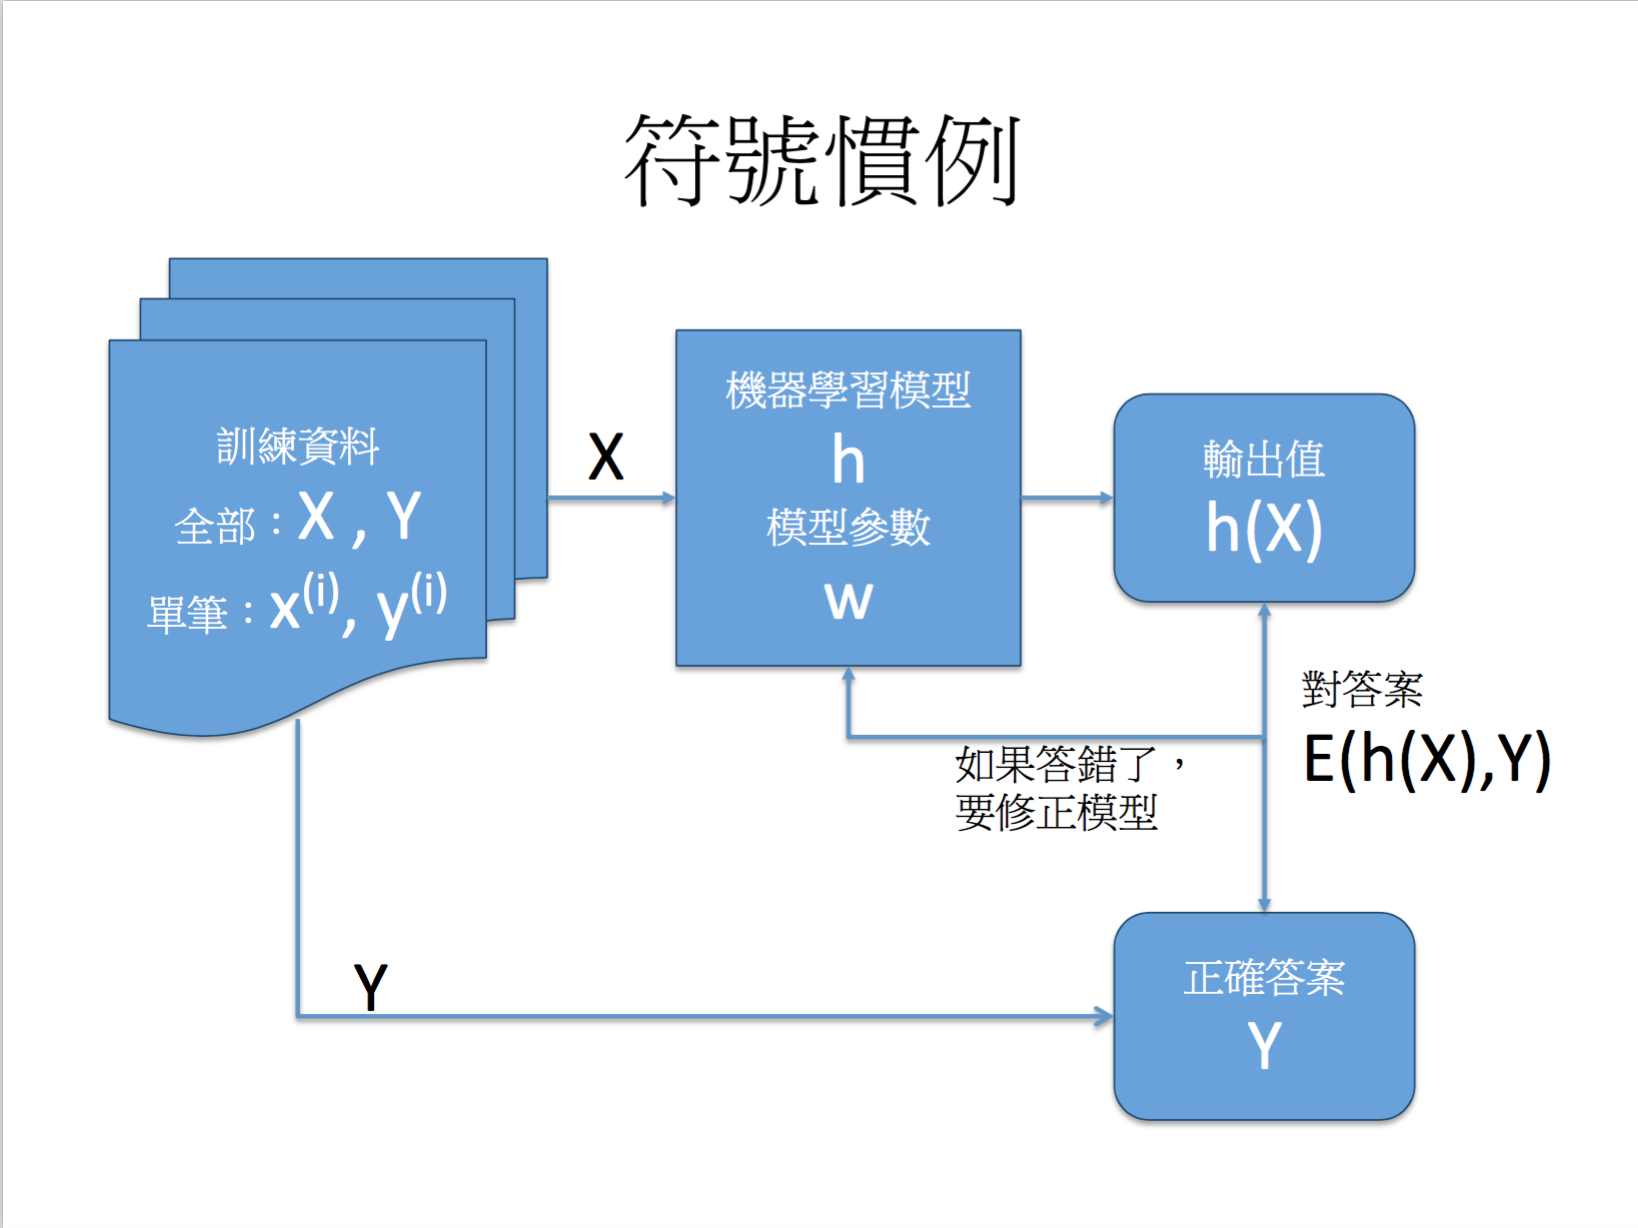 符號慣例
訓練資料
全部：X , Y
單筆：x⁽ⁱ⁾, y⁽ⁱ⁾
X
機器學習模型
h
模型參數
w
輸出值
h(X)
對答案
E(h(X),Y)
如果答錯了，
要修正模型
Y
正確答案
Y